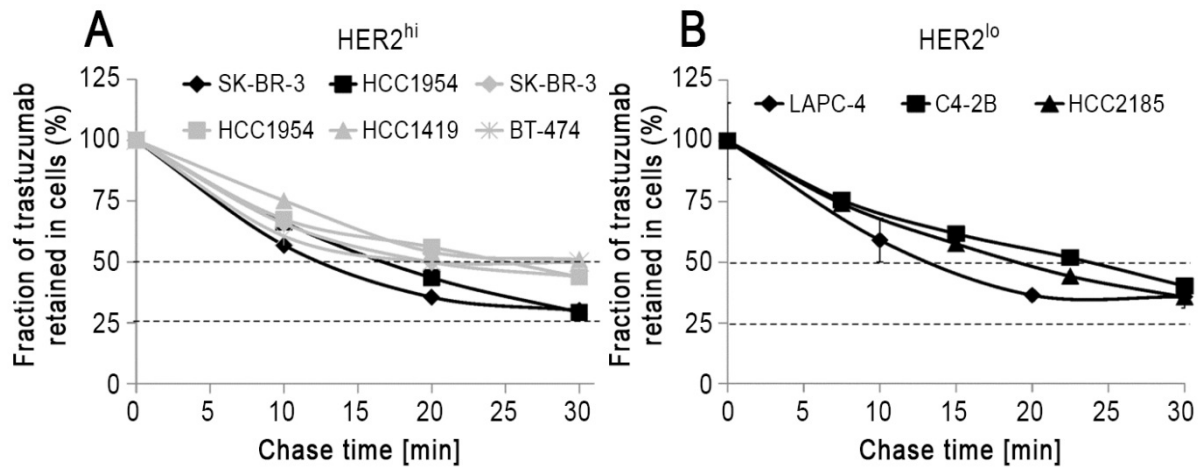 A
HER2hi
SK-BR-3 HCC1954 SK-BR-3
HCC1954 HCC1419 BT-474
Fraction of trastuzumab
retained in cells (%)
125
100
75
50
25
0
0 5 10 15 20 25 30
Chase time [min]
B
HER2lo
LAPC-4 C4-2B HCC2185
Fraction of trastuzumab
retained in cells (%)
125
100
75
50
25
0
0 5 10 15 20 25 30
Chase time [min]